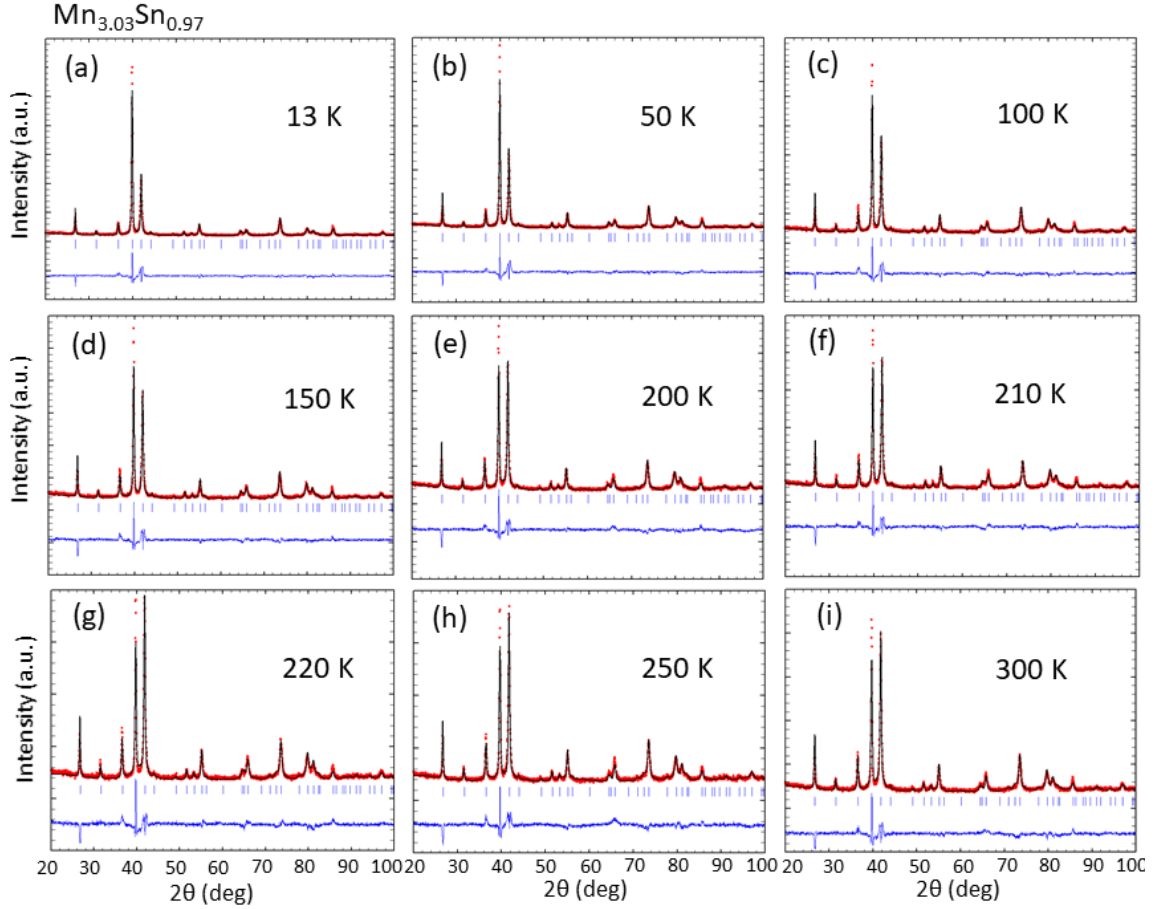 Mn3.03Sn0.97
(a) 13 K
(b) 50 K
(c) 100 K
Intensity (a.u.)
(d) 150 K
(e) 200 K
(f) 210 K
Intensity (a.u.)
(g) 220 K
(h) 250 K
(i) 300 K
Intensity (a.u.)
20 30 40 50 60 70 80 90 100
20 30 40 50 60 70 80 90 100
20 30 40 50 60 70 80 90 100
2θ (deg)
2θ (deg)
2θ (deg)